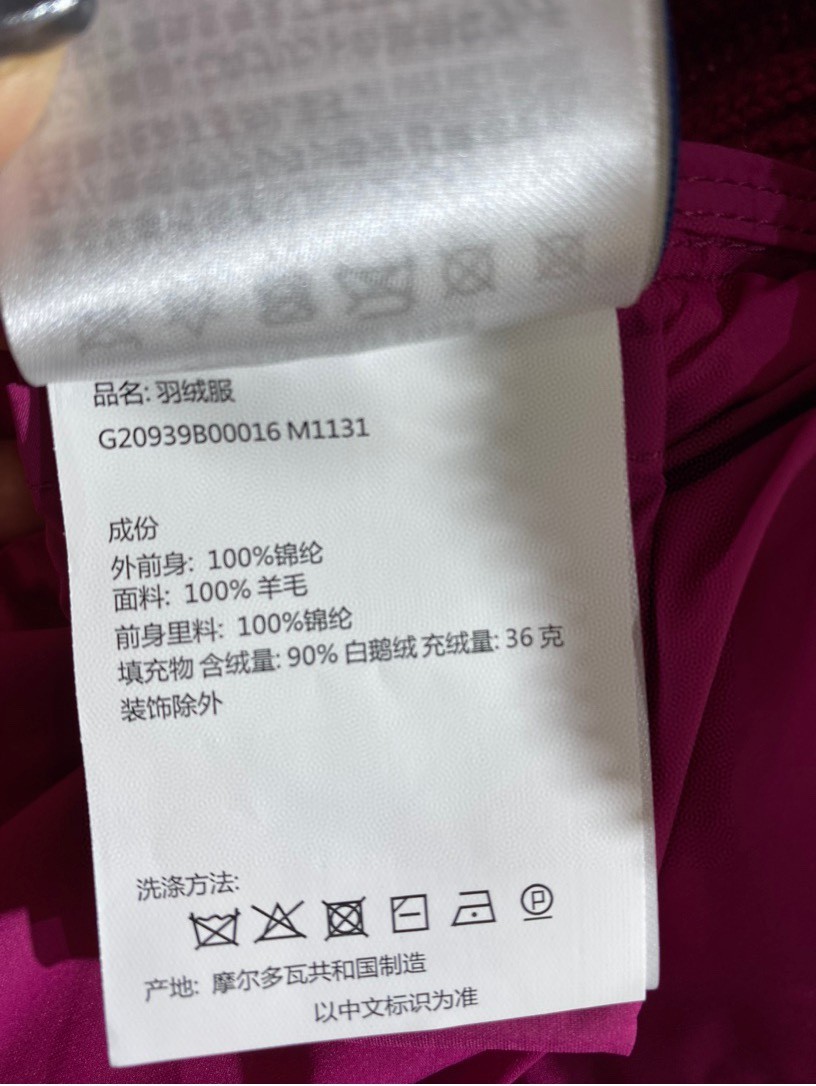 品名: 羽绒服
G20939B00016 M1131
成份
外前身: 100%锦纶
面料: 100% 羊毛
前身里料: 100%锦纶
填充物 含绒量: 90% 白鹅绒 充绒量: 36 克
装饰除外
洗涤方法:
P
产地: 摩尔多瓦共和国制造
以中文标识为准